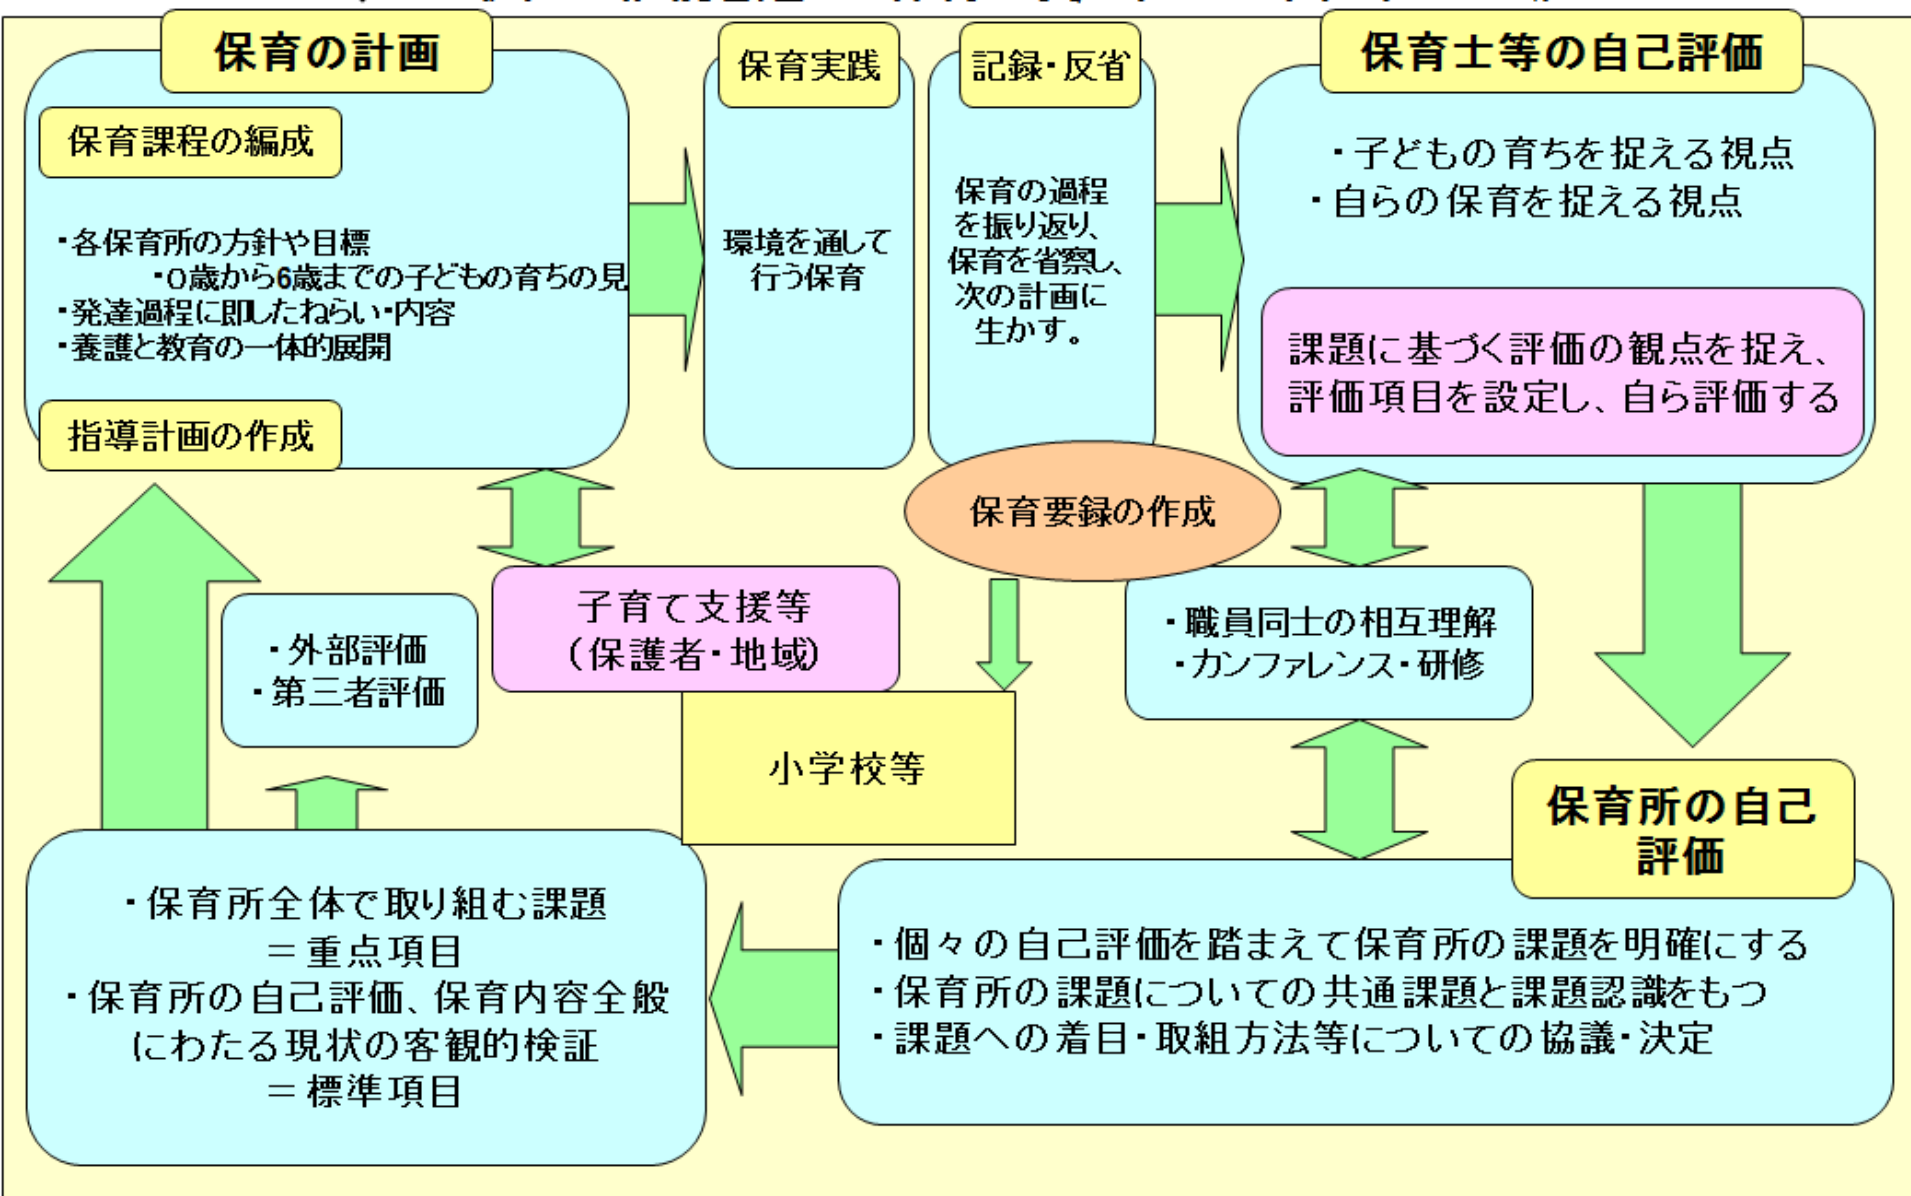 保育の計画
保育課程の編成
・各保育所の方針や目標
・0歳から6歳までの子どもの育ちの見
・発達過程に即したねらい・内容
・養護と教育の一体的展開
指導計画の作成
保育実践
環境を通して
行う保育
記録・反省
保育の過程
を振り返り、
保育を省察し、
次の計画に
生かす。
保育士等の自己評価
・子どもの育ちを捉える視点
・自らの保育を捉える視点
課題に基づく評価の観点を捉え、
評価項目を設定し、自ら評価する
保育要録の作成
子育て支援等
（保護者・地域）
・外部評価
・第三者評価
小学校等
・職員同士の相互理解
・カンファレンス・研修
保育所の自己
評価
・個々の自己評価を踏まえて保育所の課題を明確にする
・保育所の課題についての共通課題と課題認識をもつ
・課題への着目・取組方法等についての協議・決定
・保育所全体で取り組む課題
＝重点項目
・保育所の自己評価、保育内容全般
にわたる現状の客観的検証
＝標準項目